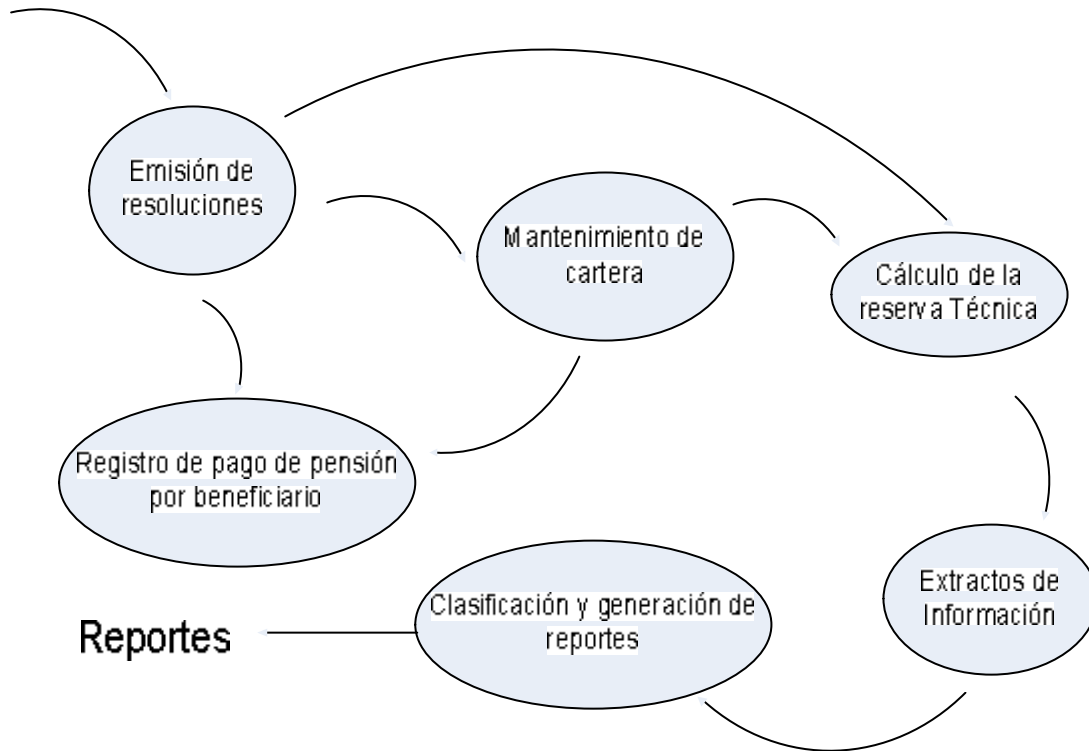 Emisión de
resoluciones
Mantenimiento de
cartera
Cálculo de la
reserva Técnica
Registro de pago de pensión
por beneficiario
Extractos de
Información
Clasificación y generación de
reportes
Reportes